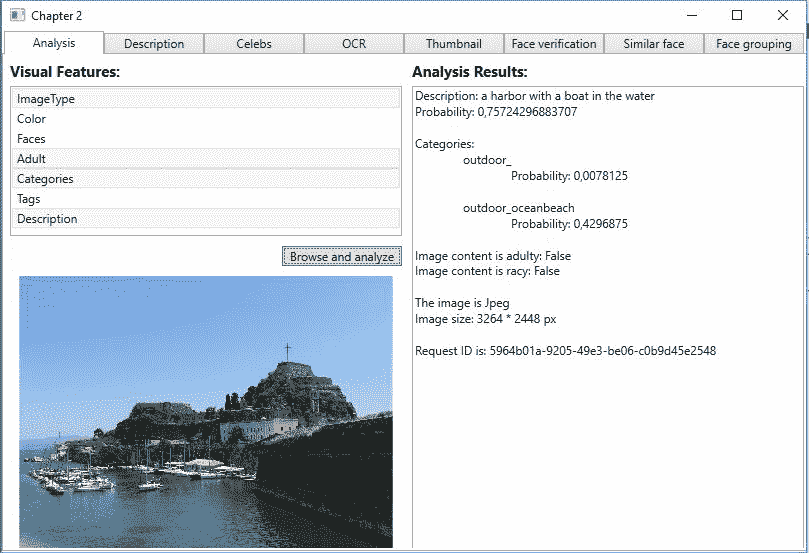 Chapter 2
Analysis Description Celebs OCR Thumbnail Face verification Similar face Face grouping
Visual Features:
ImageType
Color
Faces
Adult
Categories
Tags
Description
Browse and analyze
Analysis Results:
Description: a harbor with a boat in the water
Probability: 0,75724296883707
Categories:
outdoor_
Probability: 0,0078125
outdoor_oceanbeach
Probability: 0,4296875
Image content is adulty: False
Image content is racy: False
The image is Jpeg
Image size: 3264 * 2448 px
Request ID is: 5964b01a-9205-49e3-be06-c0b9d45e2548